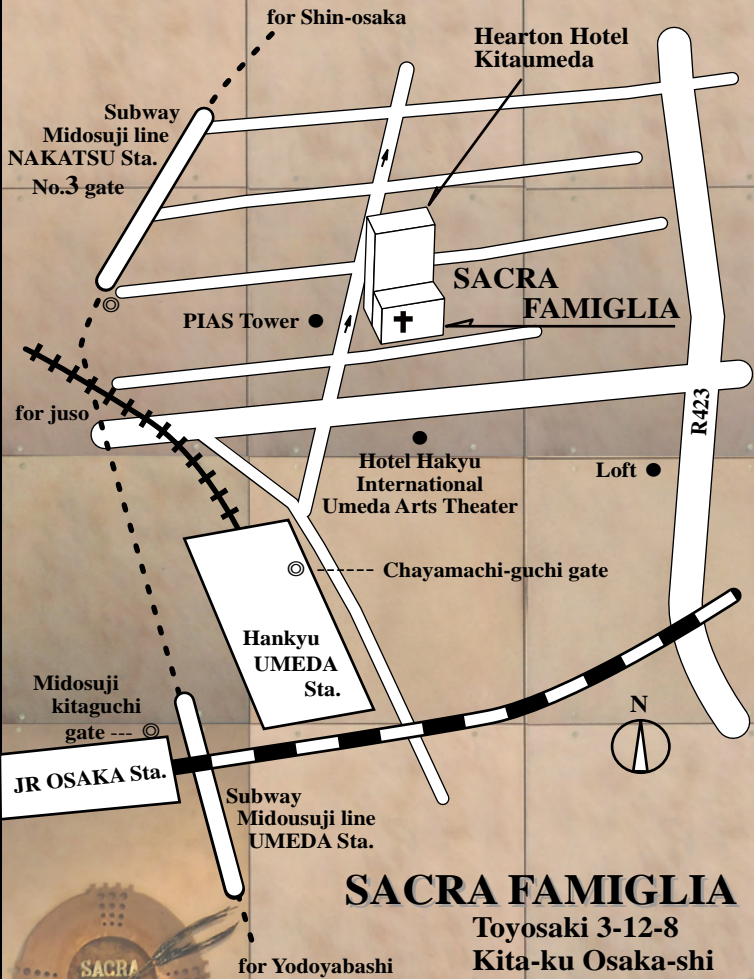 for Shin-osaka
Hearton Hotel
Kitaumeda
Subway
Midosuji line
NAKATSU Sta.
No.3 gate
SACRA
FAMIGLIA
PIAS Tower
for juso
R423
Hotel Hakyu
International
Umeda Arts Theater
Loft
Chayamachi-guchi gate
Hankyu
UMEDA
Sta.
Midosuji
kitaguchi
gate
N
JR OSAKA Sta.
Subway
Midousuji line
UMEDA Sta.
SACRA FAMIGLIA
Toyosaki 3-12-8
Kita-ku Osaka-shi
SACRA
for Yodoyabashi